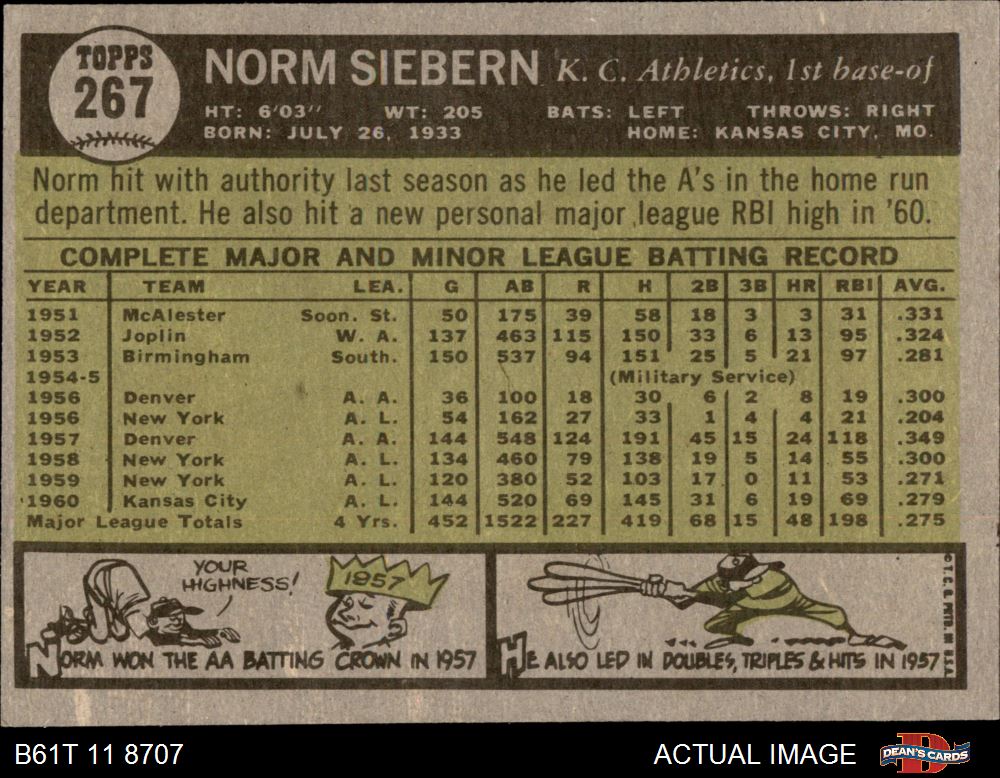 TOPPS
267
NORM SIEBERN K. C. Athletics, 1st base-of
HT: 6'03'' WT: 205 BATS: LEFT THROWS: RIGHT
BORN: JULY 26, 1933 HOME: KANSAS CITY, MO.
Norm hit with authority last season as he led the A's in the home run
department. He also hit a new personal major league RBI high in '60.
COMPLETE MAJOR AND MINOR LEAGUE BATTING RECORD
YEAR TEAM LEA. G AB R H 2B 3B HR RBI AVG.
1951 McAlester Soon. St. 50 175 39 58 18 3 3 31 .331
1952 Joplin W. A. 137 463 115 150 33 6 13 95 .324
1953 Birmingham South. 150 537 94 151 25 5 21 97 .281
1954-5 (Military Service)
1956 Denver A. A. 36 100 18 30 6 2 8 19 .300
1956 New York A. L. 54 162 27 33 1 4 4 21 .204
1957 Denver A. A. 144 548 124 191 45 15 24 118 .349
1958 New York A. L. 134 460 79 138 19 5 14 55 .300
1959 New York A. L. 120 380 52 103 17 0 11 53 .271
1960 Kansas City A. L. 144 520 69 145 31 6 19 69 .279
Major League Totals 4 Yrs. 452 1522 227 419 68 15 48 198 .275
YOUR
HIGHNESS!
1957
NORM WON THE AA BATTING CROWN IN 1957
HE ALSO LED IN DOUBLES, TRIPLES & HITS IN 1957
© T. C. G. PRTD. IN U.S.A.
B61T 11 8707 ACTUAL IMAGE DEAN'S CARDS